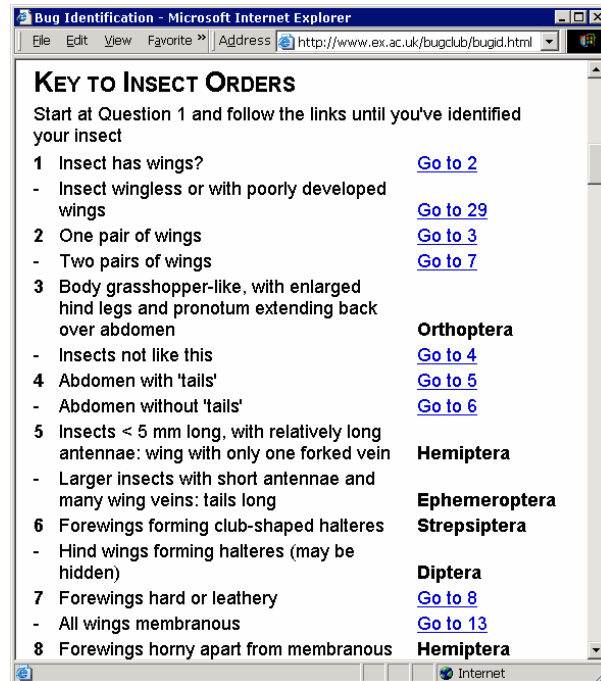 Bug Identification - Microsoft Internet Explorer
File Edit View Favorite » Address http://www.ex.ac.uk/bugclub/bugid.html
KEY TO INSECT ORDERS
Start at Question 1 and follow the links until you've identified
your insect
1 Insect has wings? Go to 2
- Insect wingless or with poorly developed
wings Go to 29
2 One pair of wings Go to 3
- Two pairs of wings Go to 7
3 Body grasshopper-like, with enlarged
hind legs and pronotum extending back
over abdomen Orthoptera
- Insects not like this Go to 4
4 Abdomen with 'tails' Go to 5
- Abdomen without 'tails' Go to 6
5 Insects < 5 mm long, with relatively long
antennae: wing with only one forked vein Hemiptera
- Larger insects with short antennae and
many wing veins: tails long Ephemeroptera
6 Forewings forming club-shaped halteres Strepsiptera
- Hind wings forming halteres (may be
hidden) Diptera
7 Forewings hard or leathery Go to 8
- All wings membranous Go to 13
8 Forewings horny apart from membranous Hemiptera
Internet